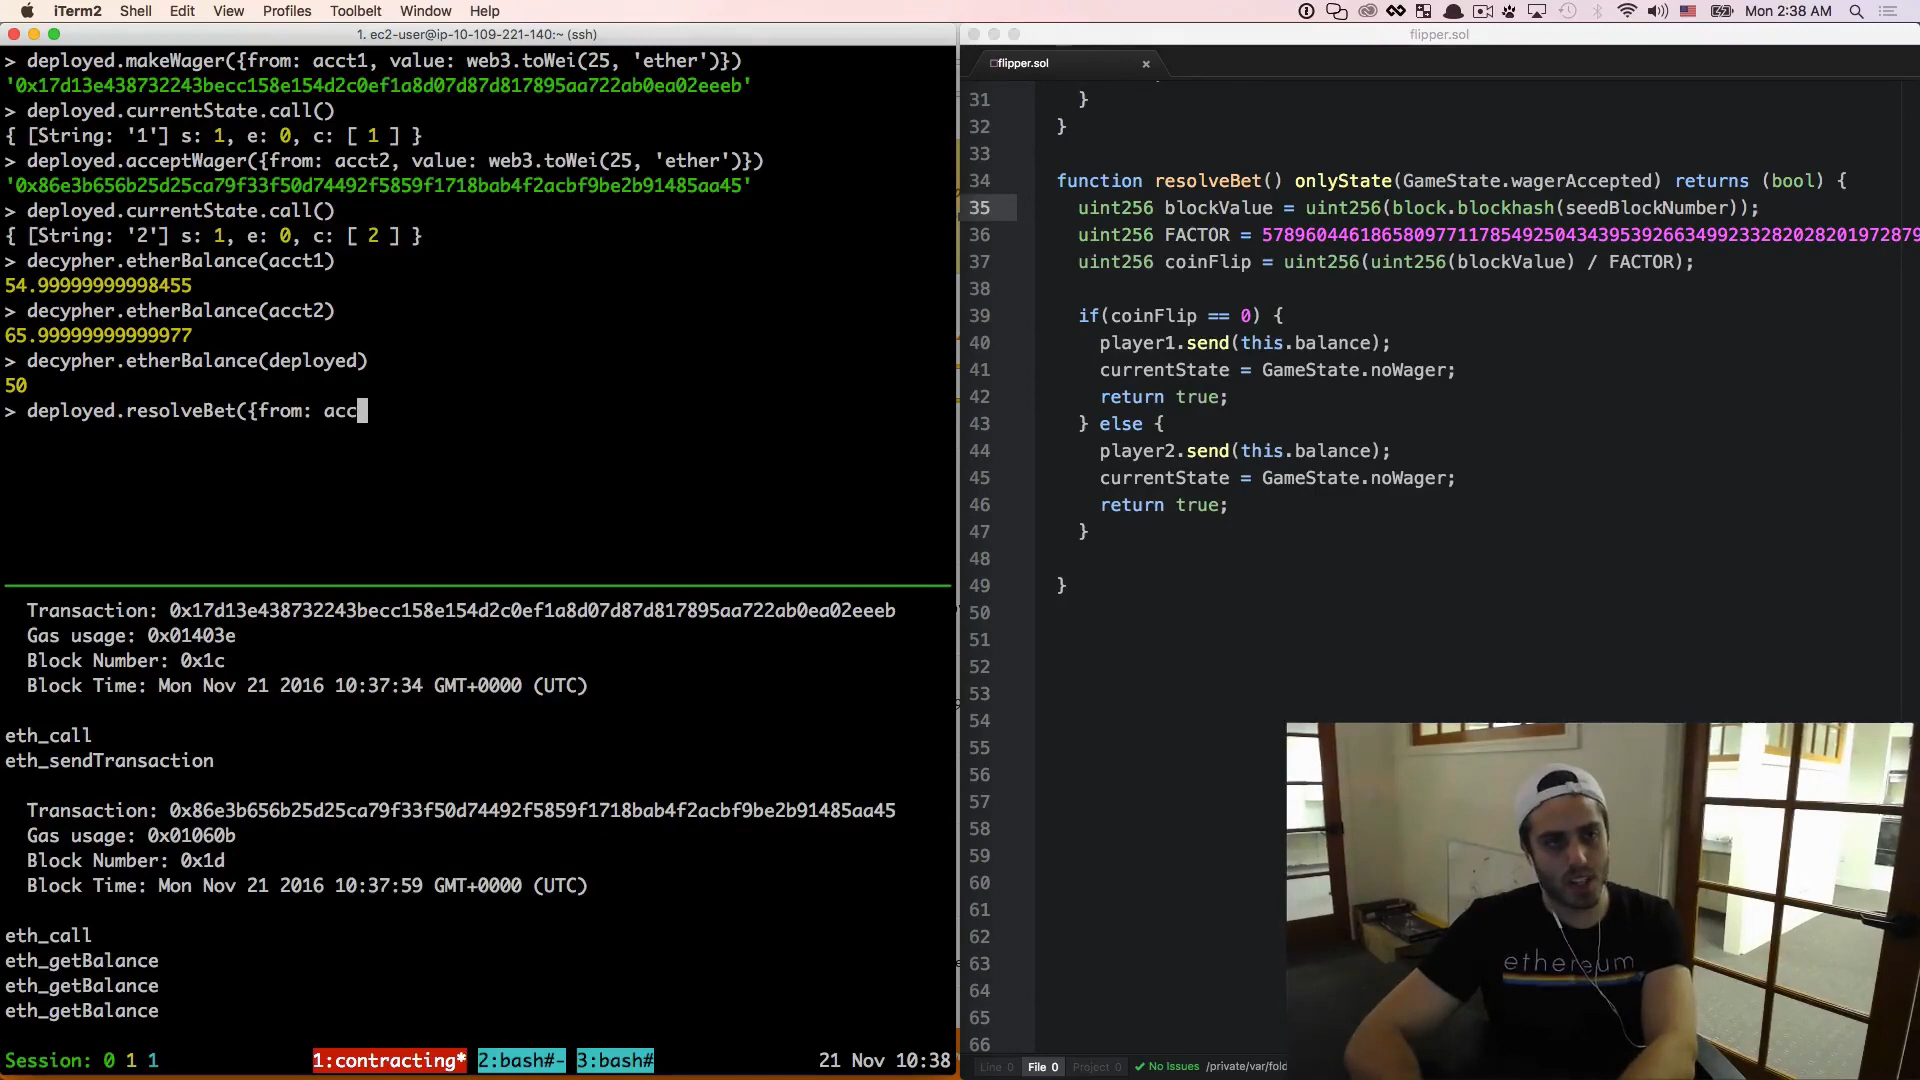 iTerm2 Shell Edit View Profiles Toolbelt Window Help Mon 2:38 AM
1. ec2-user@ip-10-109-221-140:~ (ssh)
> deployed.makeWager({from: acct1, value: web3.toWei(25, 'ether')})
'0x17d13e438732243becc158e154d2c0ef1a8d07d87d817895aa722ab0ea02eeeb'
> deployed.currentState.call()
{ [String: '1'] s: 1, e: 0, c: [ 1 ] }
> deployed.acceptWager({from: acct2, value: web3.toWei(25, 'ether')})
'0x86e3b656b25d25ca79f33f50d74492f5859f1718bab4f2acbf9be2b91485aa45'
> deployed.currentState.call()
{ [String: '2'] s: 1, e: 0, c: [ 2 ] }
> decypher.etherBalance(acct1)
54.99999999998455
> decypher.etherBalance(acct2)
65.99999999999977
> decypher.etherBalance(deployed)
50
> deployed.resolveBet({from: acc
Transaction: 0x17d13e438732243becc158e154d2c0ef1a8d07d87d817895aa722ab0ea02eeeb
Gas usage: 0x01403e
Block Number: 0x1c
Block Time: Mon Nov 21 2016 10:37:34 GMT+0000 (UTC)
eth_call
eth_sendTransaction
Transaction: 0x86e3b656b25d25ca79f33f50d74492f5859f1718bab4f2acbf9be2b91485aa45
Gas usage: 0x01060b
Block Number: 0x1d
Block Time: Mon Nov 21 2016 10:37:59 GMT+0000 (UTC)
eth_call
eth_getBalance
eth_getBalance
eth_getBalance
Session: 0 1 1 1:contracting* 2:bash#- 3:bash# 21 Nov 10:38
flipper.sol
flipper.sol x
31 }
32 }
33
34 function resolveBet() onlyState(GameState.wagerAccepted) returns (bool) {
35 uint256 blockValue = uint256(block.blockhash(seedBlockNumber));
36 uint256 FACTOR = 5789604461865809771178549250434395392663499233282028201972879
37 uint256 coinFlip = uint256(uint256(blockValue) / FACTOR);
38
39 if(coinFlip == 0) {
40 player1.send(this.balance);
41 currentState = GameState.noWager;
42 return true;
43 } else {
44 player2.send(this.balance);
45 currentState = GameState.noWager;
46 return true;
47 }
48
49 }
50
51
52
53
54
55
56
57
58
59
60
61
62
63
64
65
66
ethereum
Line 0 File 0 Project 0 ✓ No Issues /private/var/fold